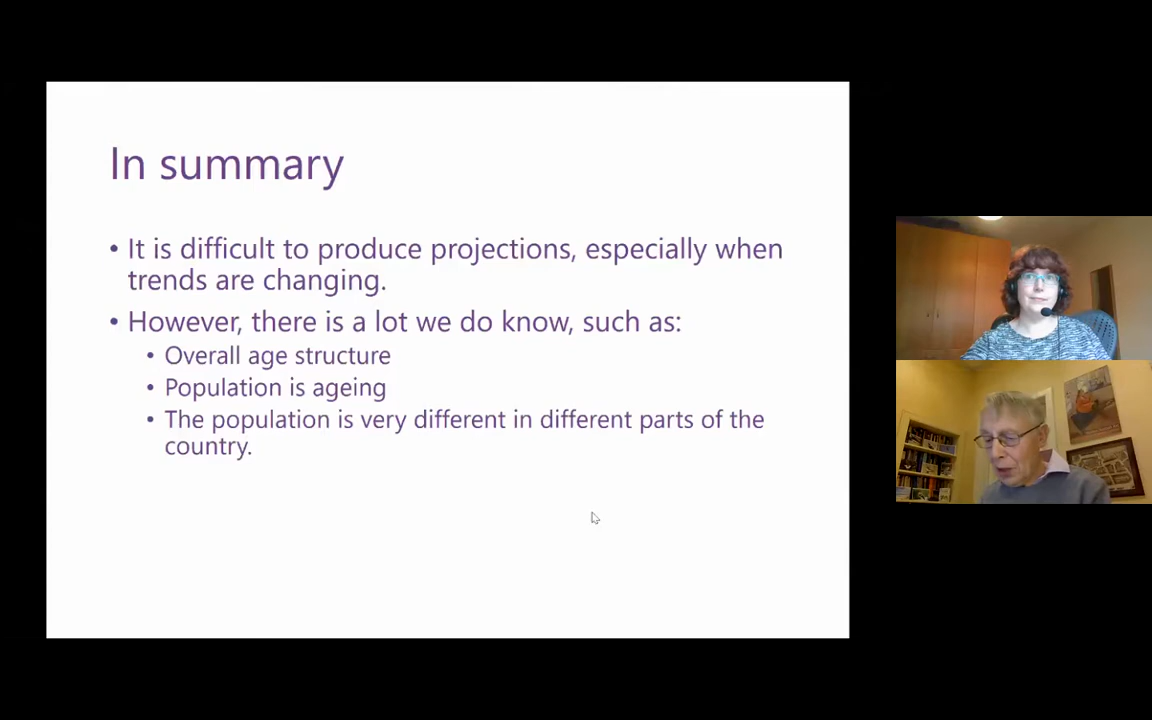 In summary
• It is difficult to produce projections, especially when
trends are changing.
• However, there is a lot we do know, such as:
• Overall age structure
• Population is ageing
• The population is very different in different parts of the
country.